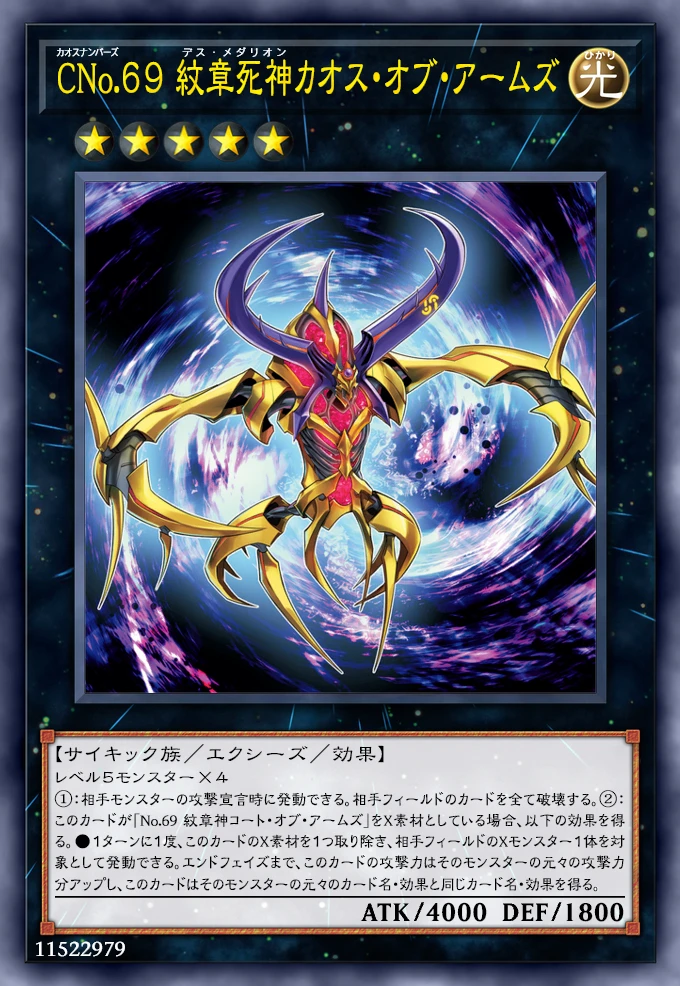 カオスナンバーズ デス・メダリオン
CNo.69 紋章死神カオス・オブ・アームズ
ひかり
光
【サイキック族／エクシーズ／効果】
レベル5モンスター×4
①：相手モンスターの攻撃宣言時に発動できる。相手フィールドのカードを全て破壊する。②：
このカードが「No.69 紋章神コート・オブ・アームズ」をX素材としている場合、以下の効果を得
る。●1ターンに1度、このカードのX素材を1つ取り除き、相手フィールドのXモンスター1体を対
象として発動できる。エンドフェイズまで、このカードの攻撃力はそのモンスターの元々の攻撃力
分アップし、このカードはそのモンスターの元々のカード名・効果と同じカード名・効果を得る。
ATK/4000 DEF/1800
11522979